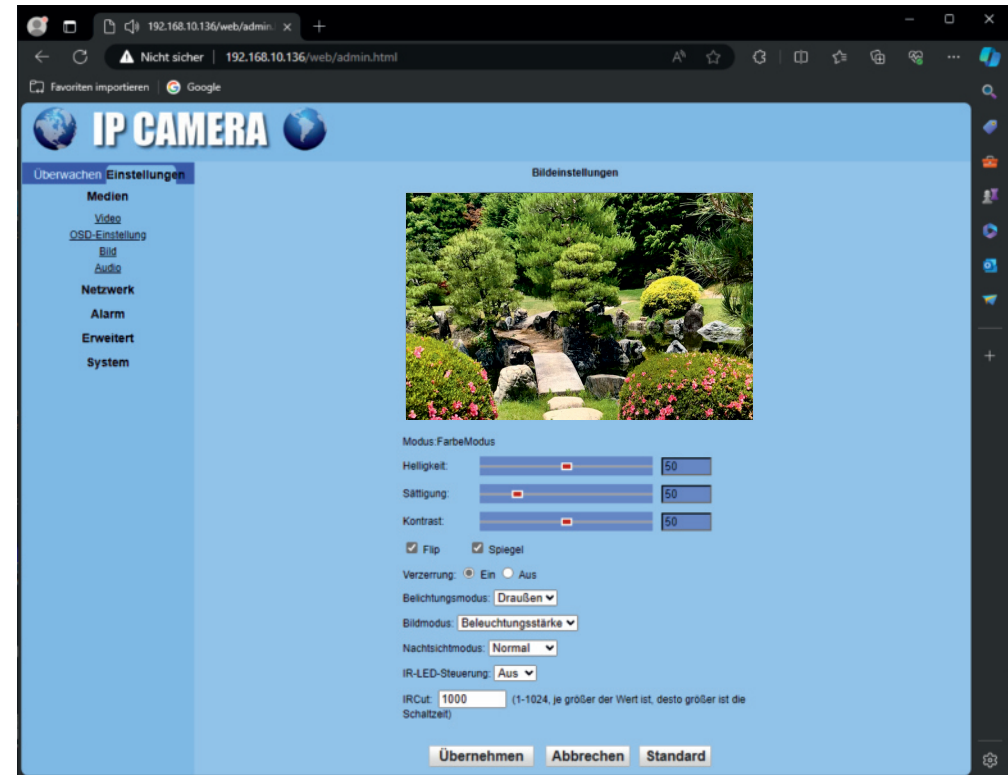 192.168.10.136/web/admin.
Nicht sicher | 192.168.10.136/web/admin.html
Favoriten importieren | Google
IP CAMERA
Überwachen Einstellungen
Medien
Video
OSD-Einstellung
Bild
Audio
Netzwerk
Alarm
Erweitert
System
Bildeinstellungen
Modus:FarbeModus
Helligkeit: 50
Sättigung: 50
Kontrast: 50
Flip Spiegel
Verzerrung: Ein Aus
Belichtungsmodus: Draußen
Bildmodus: Beleuchtungsstärke
Nachtsichtmodus: Normal
IR-LED-Steuerung: Aus
IRCut: 1000 (1-1024, je größer der Wert ist, desto größer ist die
Schaltzeit)
Übernehmen Abbrechen Standard